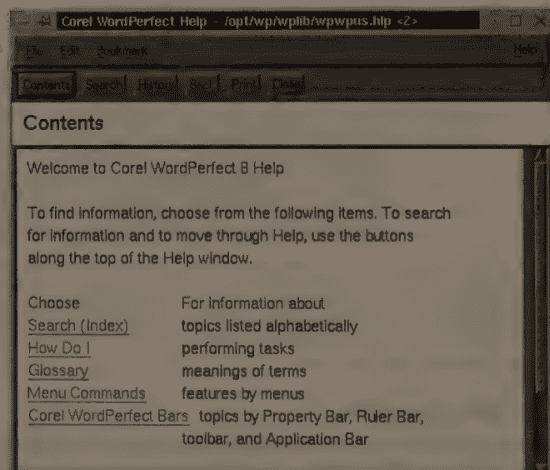 Corel WordPerfect Help - /opt/wp/wplib/wpwpus.hlp <2>
File Edit Bookmark Help
Contents Search History Back Print Close
Contents
Welcome to Corel WordPerfect 8 Help
To find information, choose from the following items. To search
for information and to move through Help, use the buttons
along the top of the Help window.
Choose For information about
Search (Index) topics listed alphabetically
How Do I performing tasks
Glossary meanings of terms
Menu Commands features by menus
Corel WordPerfect Bars topics by Property Bar, Ruler Bar,
toolbar, and Application Bar